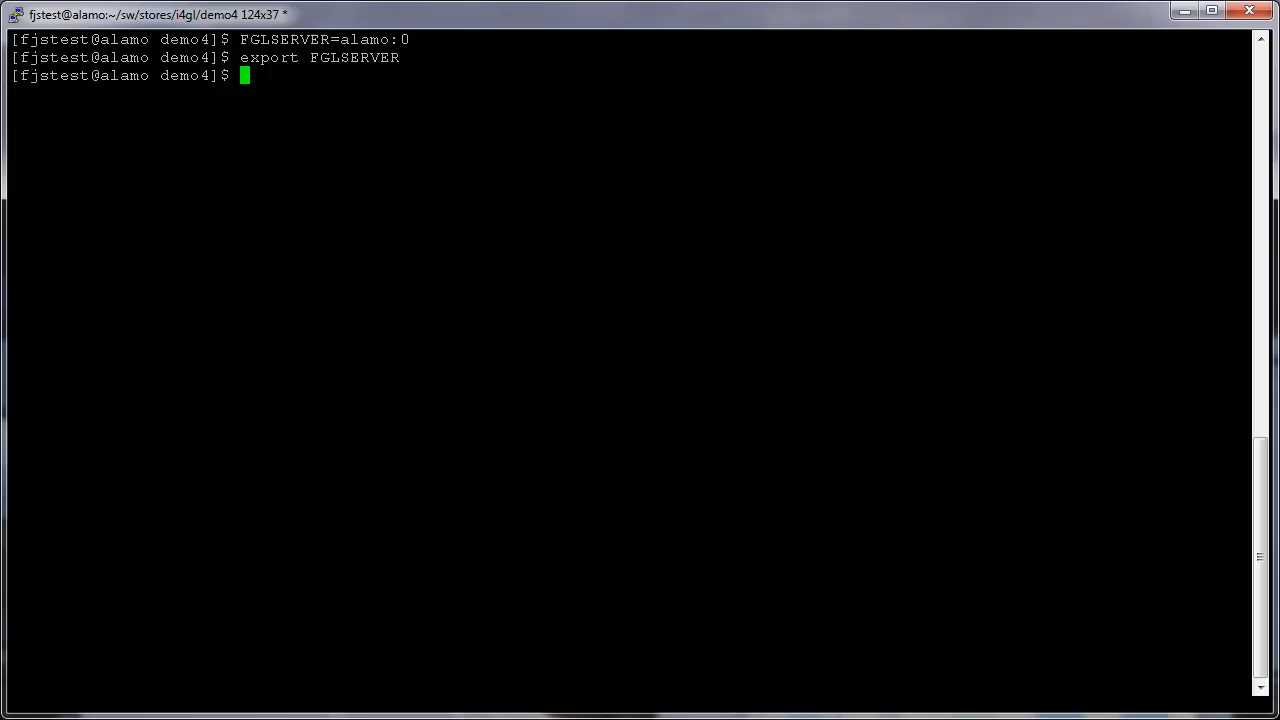 fjstest@alamo:~/sw/stores/i4gl/demo4 124x37 *
[fjstest@alamo demo4]$ FGLSERVER=alamo:0
[fjstest@alamo demo4]$ export FGLSERVER
[fjstest@alamo demo4]$